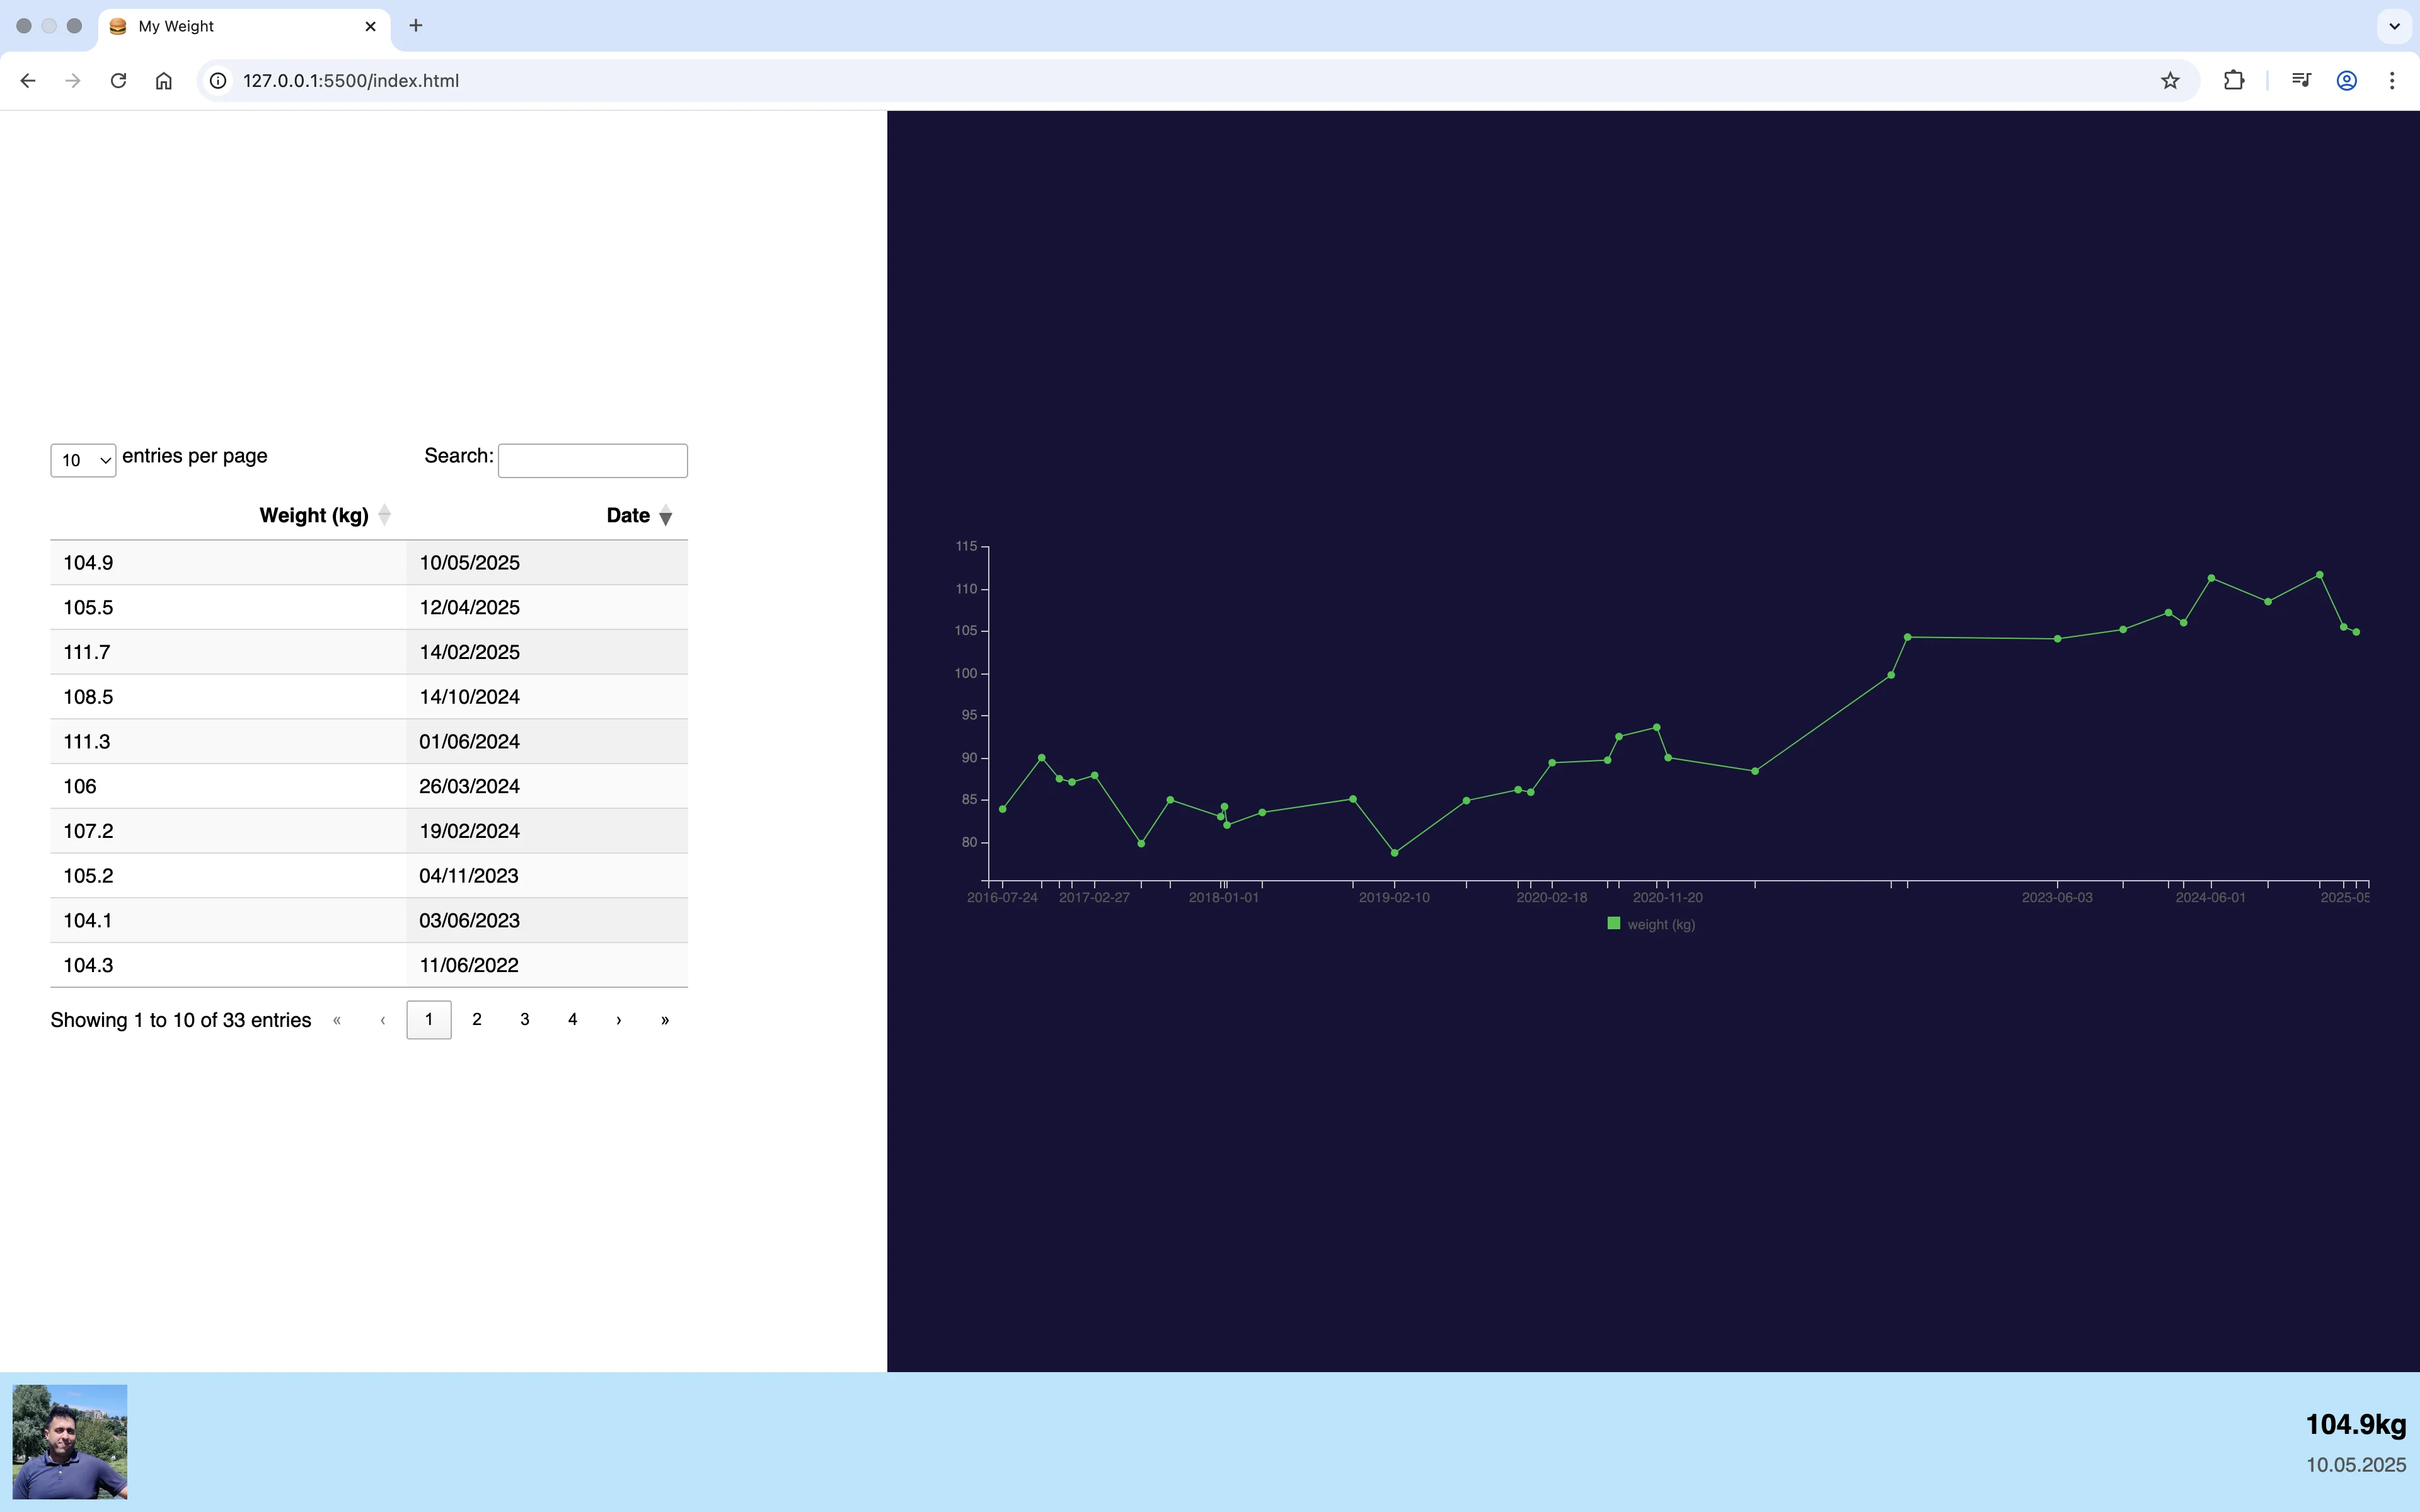 My Weight
127.0.0.1:5500/index.html
10 entries per page Search:
Weight (kg) Date
104.9 10/05/2025
105.5 12/04/2025
111.7 14/02/2025
108.5 14/10/2024
111.3 01/06/2024
106 26/03/2024
107.2 19/02/2024
105.2 04/11/2023
104.1 03/06/2023
104.3 11/06/2022
Showing 1 to 10 of 33 entries « ‹ 1 2 3 4 › »
115
110
105
100
95
90
85
80
2016-07-24 2017-02-27 2018-01-01 2019-02-10 2020-02-18 2020-11-20 2023-06-03 2024-06-01 2025-05
weight (kg)
104.9kg
10.05.2025